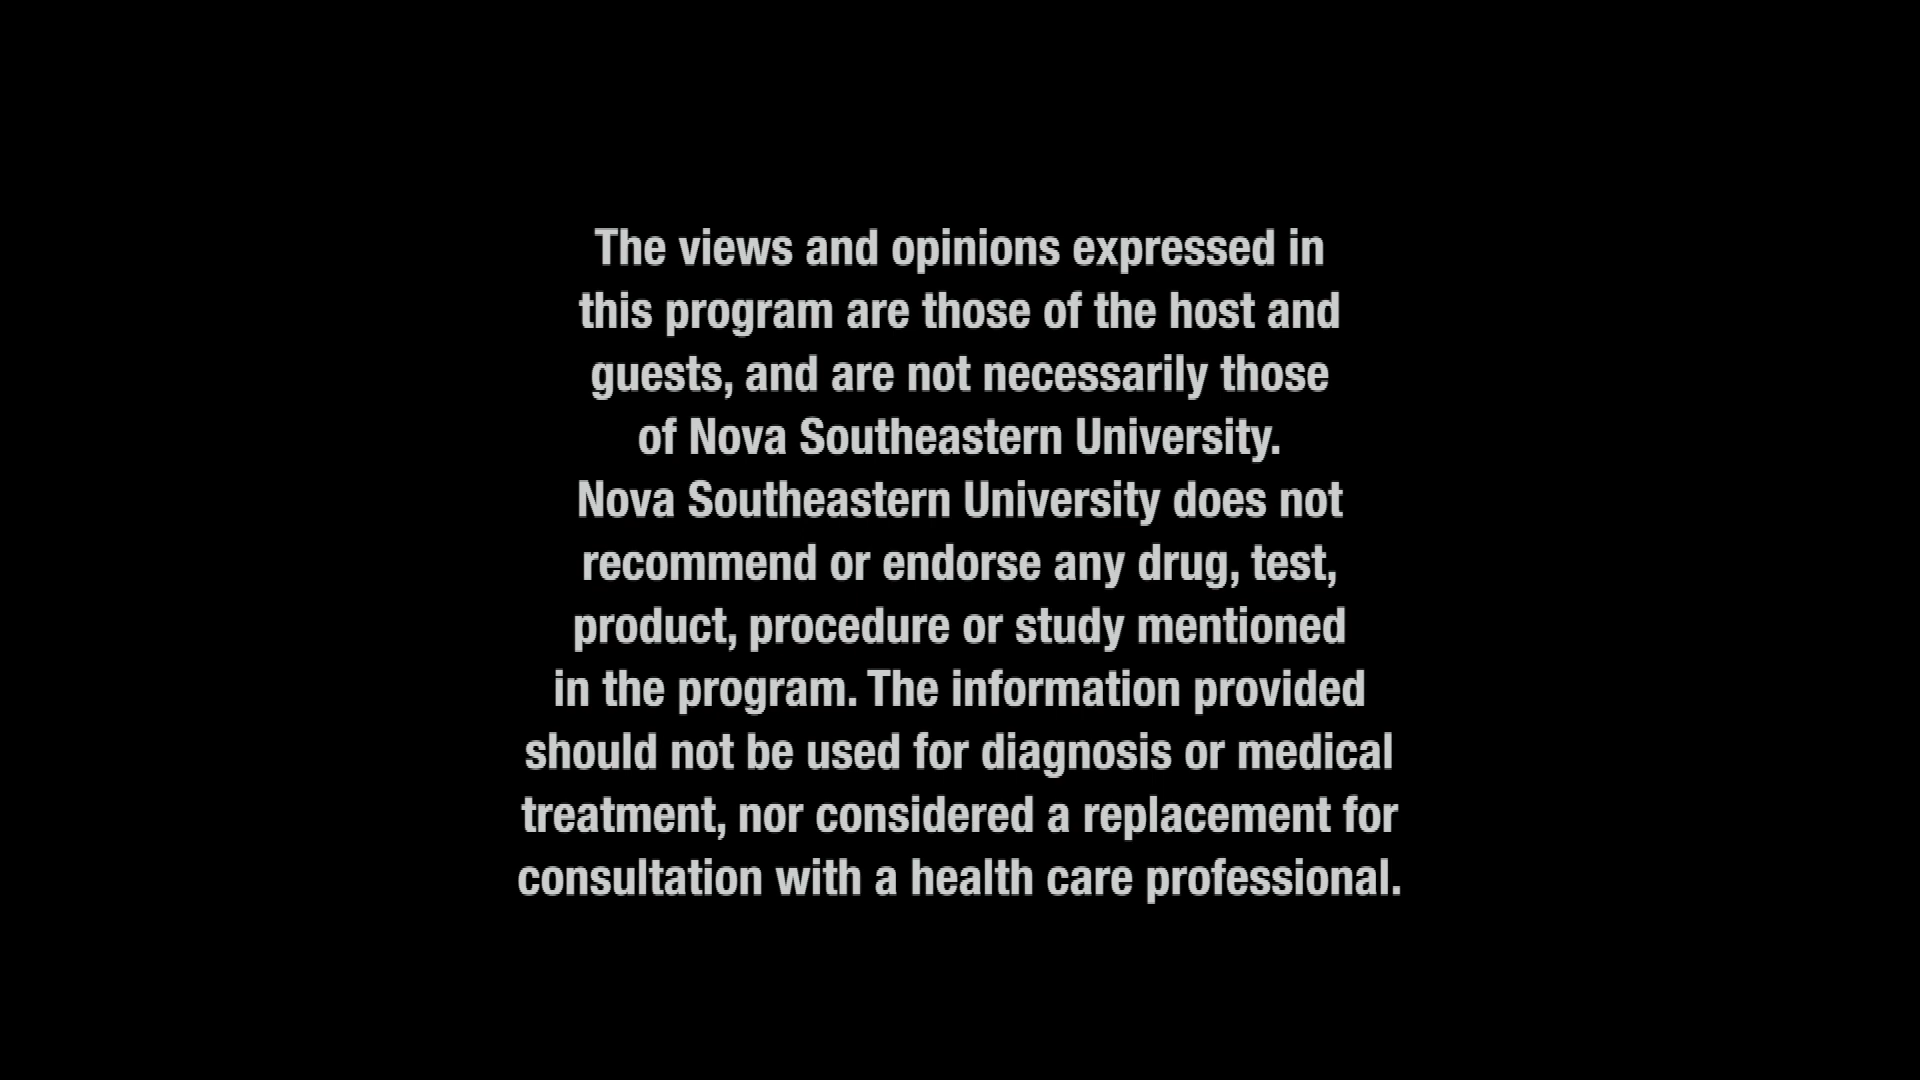 The views and opinions expressed in
this program are those of the host and
guests, and are not necessarily those
of Nova Southeastern University.
Nova Southeastern University does not
recommend or endorse any drug, test,
product, procedure or study mentioned
in the program. The information provided
should not be used for diagnosis or medical
treatment, nor considered a replacement for
consultation with a health care professional.